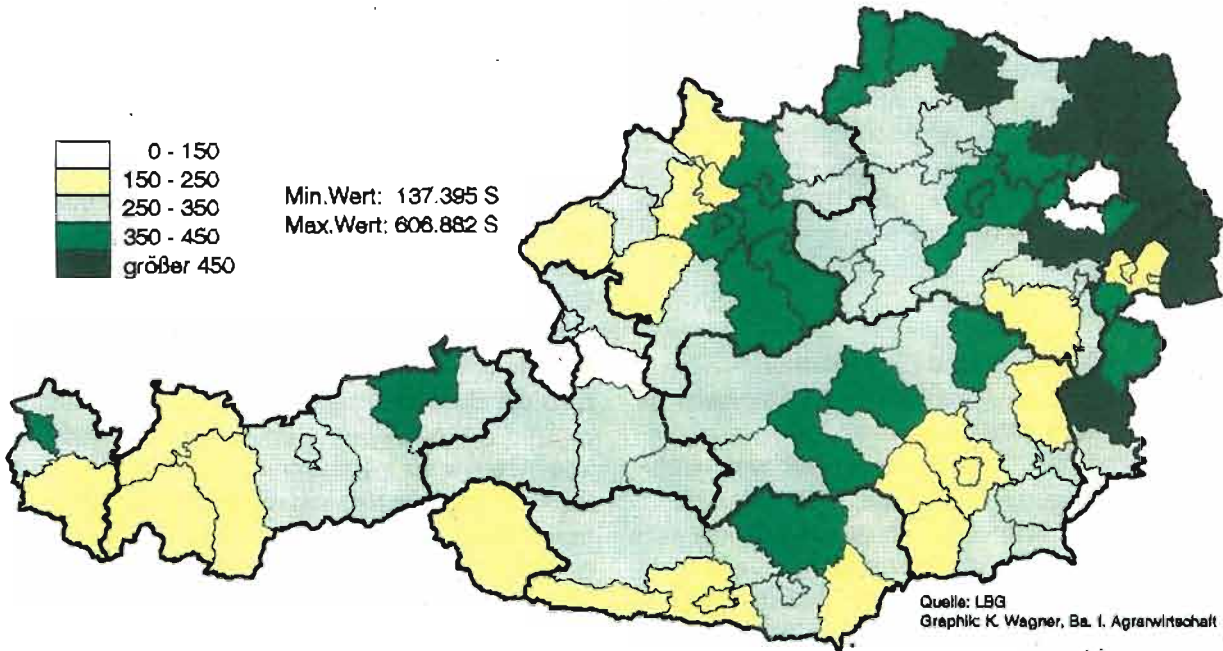 0 - 150
150 - 250
250 - 350
350 - 450
größer 450
Min.Wert: 137.395 S
Max.Wert: 606.882 S
Quelle: LBG
Graphik: K. Wagner, Ba. f. Agrarwirtschaft